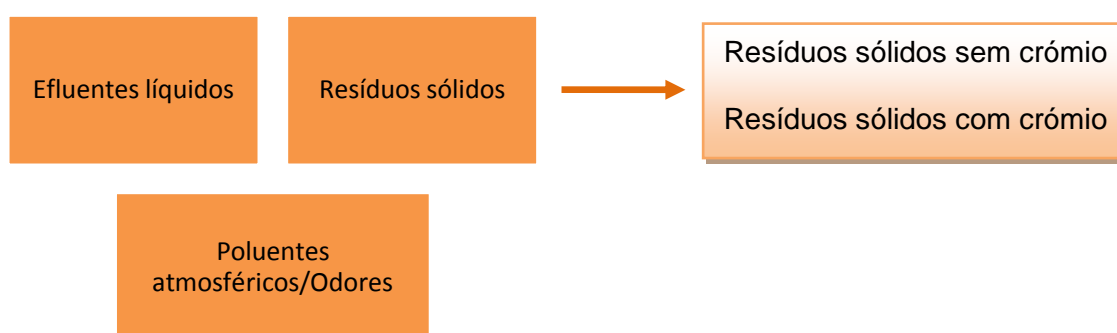 Efluentes líquidos
Resíduos sólidos
Resíduos sólidos sem crómio
Resíduos sólidos com crómio
Poluentes
atmosféricos/Odores